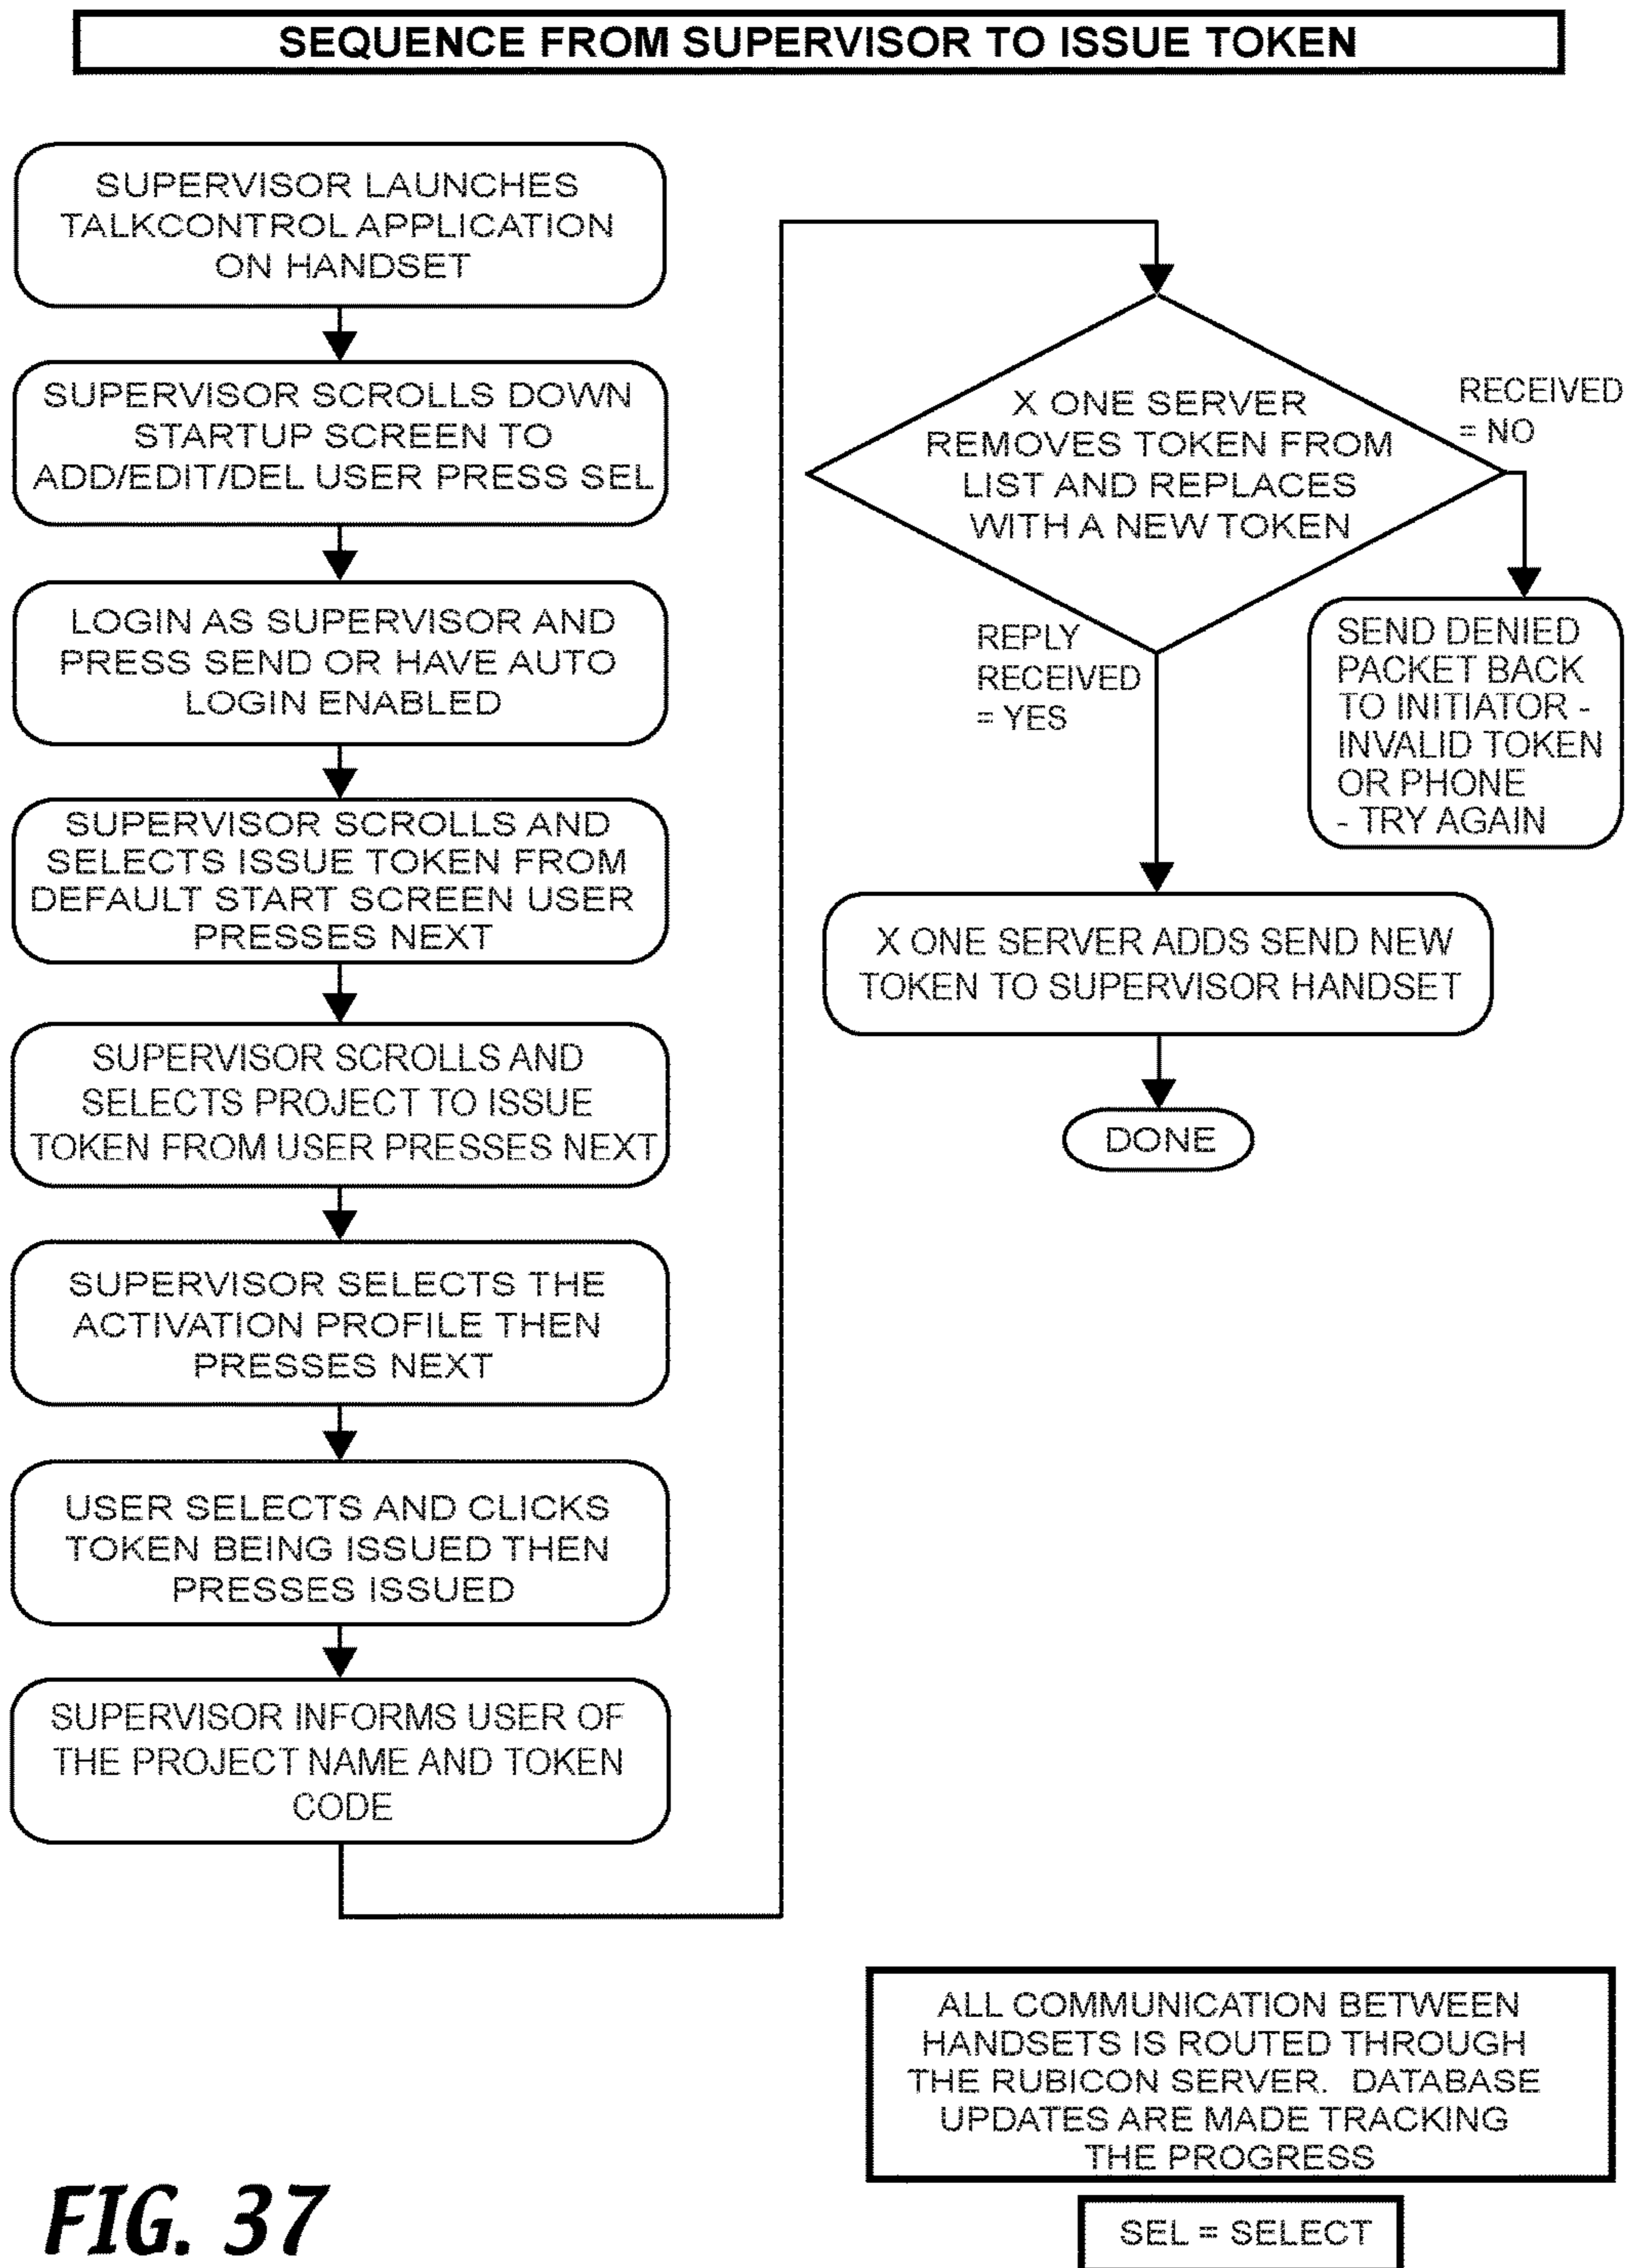 SEQUENCE FROM SUPERVISOR TO ISSUE TOKEN
SUPERVISOR LAUNCHES
TALKCONTROL APPLICATION
ON HANDSET
SUPERVISOR SCROLLS DOWN
STARTUP SCREEN TO
ADD/EDIT/DEL USER PRESS SEL
LOGIN AS SUPERVISOR AND
PRESS SEND OR HAVE AUTO
LOGIN ENABLED
SUPERVISOR SCROLLS AND
SELECTS ISSUE TOKEN FROM
DEFAULT START SCREEN USER
PRESSES NEXT
SUPERVISOR SCROLLS AND
SELECTS PROJECT TO ISSUE
TOKEN FROM USER PRESSES NEXT
SUPERVISOR SELECTS THE
ACTIVATION PROFILE THEN
PRESSES NEXT
USER SELECTS AND CLICKS
TOKEN BEING ISSUED THEN
PRESSES ISSUED
SUPERVISOR INFORMS USER OF
THE PROJECT NAME AND TOKEN
CODE
X ONE SERVER
REMOVES TOKEN FROM
LIST AND REPLACES
WITH A NEW TOKEN
RECEIVED
= NO
SEND DENIED
PACKET BACK
TO INITIATOR -
INVALID TOKEN
OR PHONE
- TRY AGAIN
REPLY
RECEIVED
= YES
X ONE SERVER ADDS SEND NEW
TOKEN TO SUPERVISOR HANDSET
DONE
ALL COMMUNICATION BETWEEN
HANDSETS IS ROUTED THROUGH
THE RUBICON SERVER. DATABASE
UPDATES ARE MADE TRACKING
THE PROGRESS
SEL = SELECT
FIG. 37